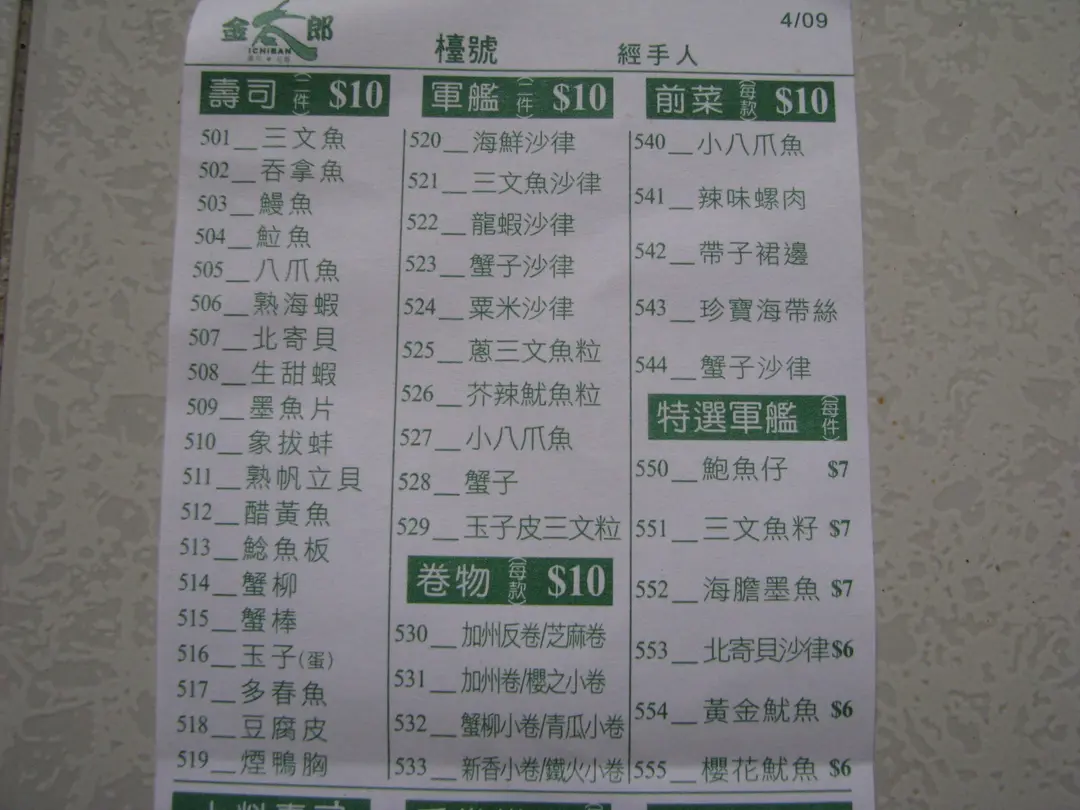 金太郎
ICHIBAN
4/09
檯號
經手人
壽司 (二件) $10
501__三文魚
502__吞拿魚
503__鰻魚
504__鮫魚
505__八爪魚
506__熟海蝦
507__北寄貝
508__生甜蝦
509__墨魚片
510__象拔蚌
511__熟帆立貝
512__醋黃魚
513__鯰魚板
514__蟹柳
515__蟹棒
516__玉子(蛋)
517__多春魚
518__豆腐皮
519__煙鴨胸
軍艦 (二件) $10
520__海鮮沙律
521__三文魚沙律
522__龍蝦沙律
523__蟹子沙律
524__粟米沙律
525__蔥三文魚粒
526__芥辣魷魚粒
527__小八爪魚
528__蟹子
529__玉子皮三文粒
卷物 (每款) $10
530__加州反卷/芝麻卷
531__加州卷/櫻之小卷
532__蟹柳小卷/青瓜小卷
533__新香小卷/鐵火小卷
前菜 (每款) $10
540__小八爪魚
541__辣味螺肉
542__帶子裙邊
543__珍寶海帶絲
544__蟹子沙律
特選軍艦 (每件)
550__鮑魚仔 $7
551__三文魚籽 $7
552__海膽墨魚 $7
553__北寄貝沙律 $6
554__黃金魷魚 $6
555__櫻花魷魚 $6